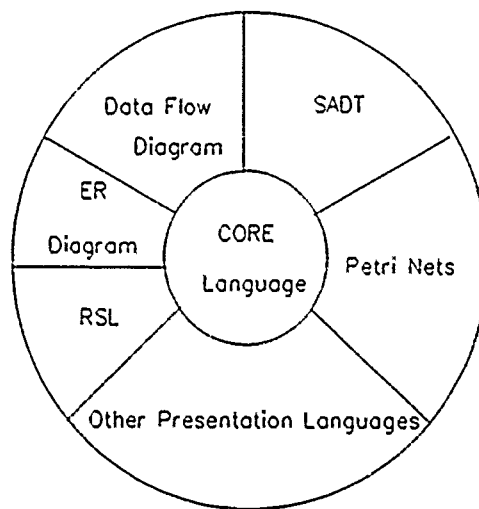 Data Flow
Diagram
SADT
ER
Diagram
CORE
Language
Petri Nets
RSL
Other Presentation Languages